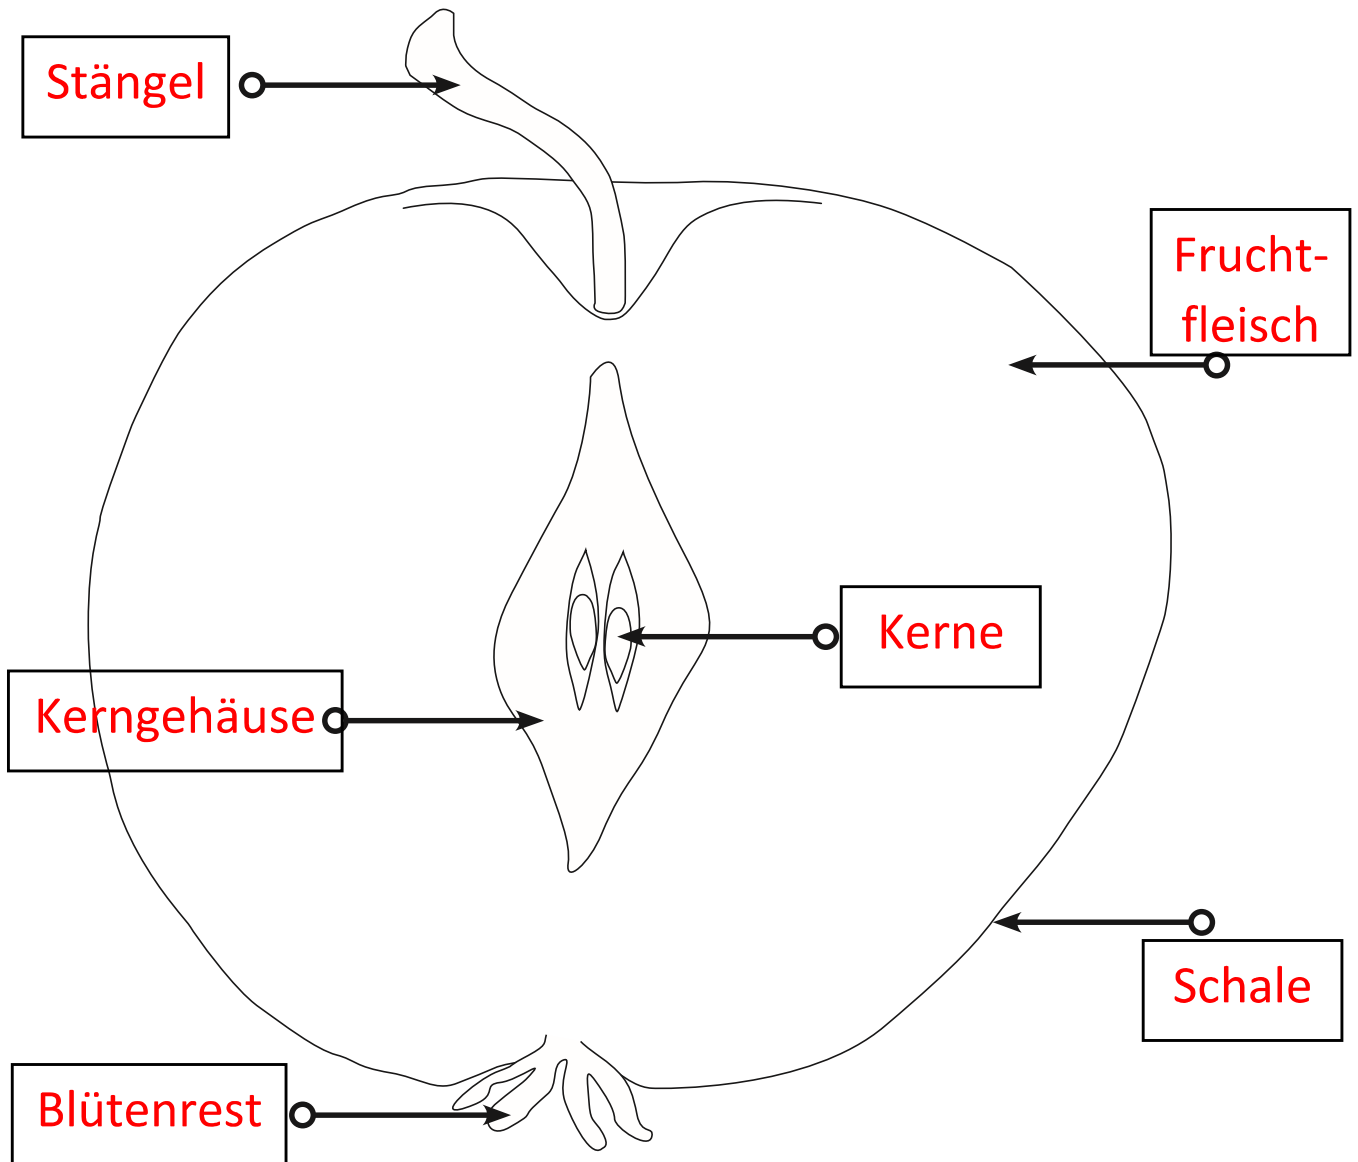 Stängel
Frucht-
fleisch
Kerne
Kerngehäuse
Schale
Blütenrest